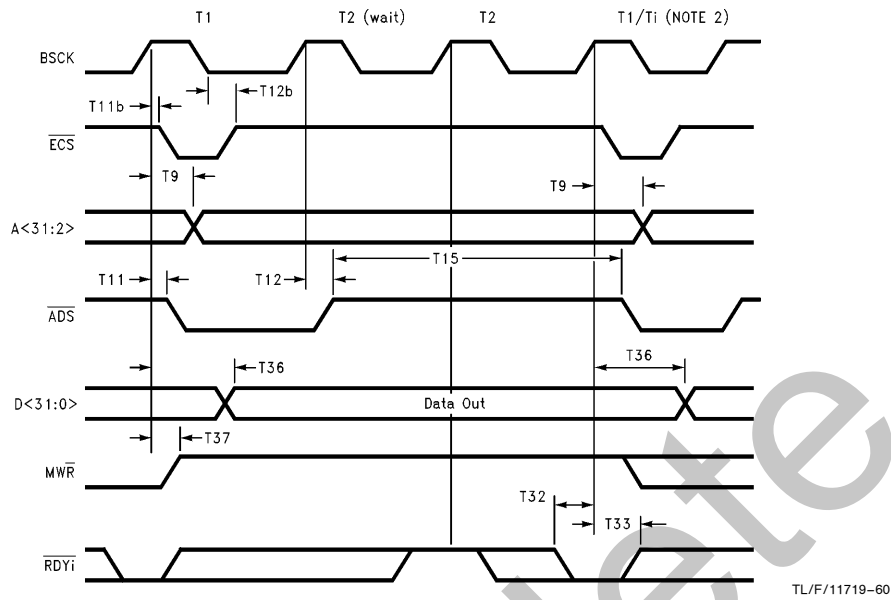 T1 T2 (wait) T2 T1/Ti (NOTE 2)
BSCK
T11b T12b
ECS
T9 T9
A<31:2>
T15
T11 T12
ADS
T36 T36
D<31:0> Data Out
T37
MWR
T32 T33
RDYi
TL/F/11719–60